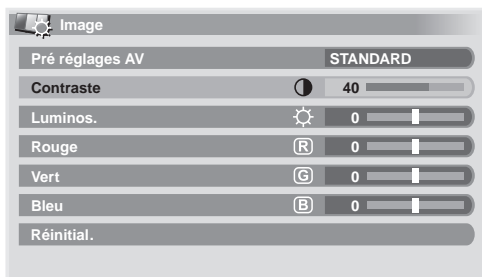 Image
Pré réglages AV STANDARD
Contraste 40
Luminos. 0
Rouge R 0
Vert G 0
Bleu B 0
Réinitial.